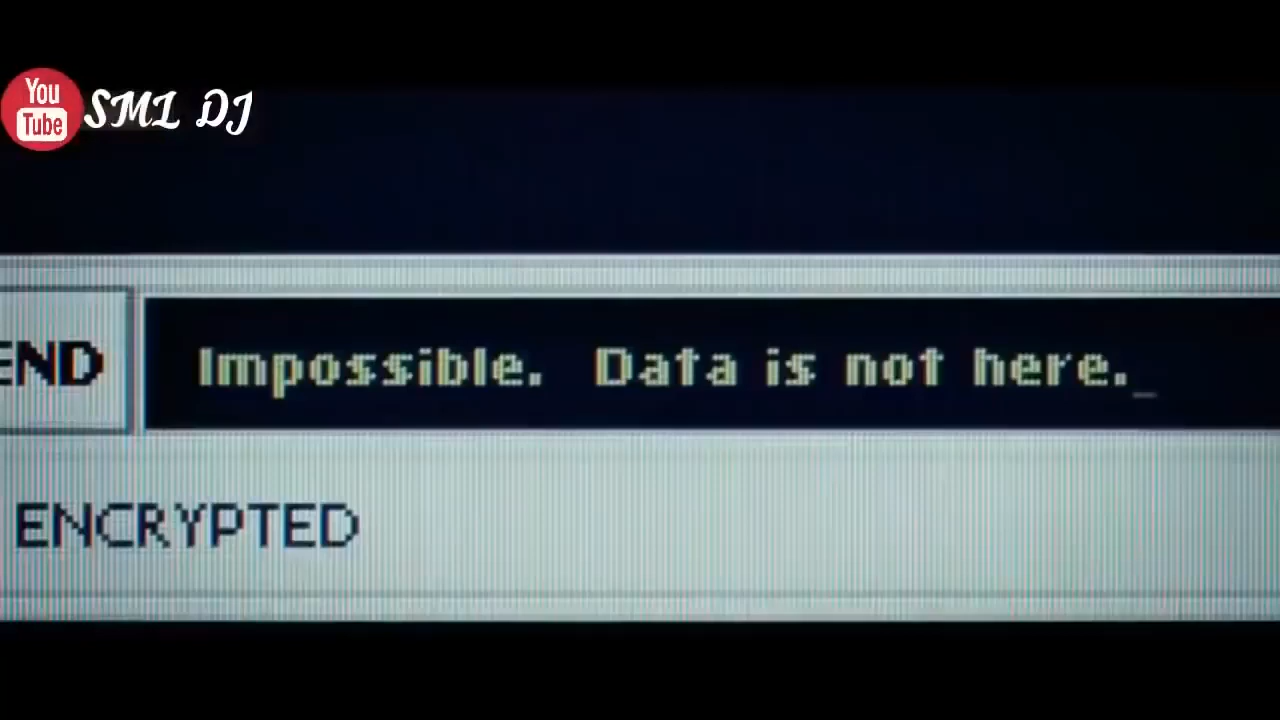 You
Tube
SML DJ
END
Impossible. Data is not here._
ENCRYPTED